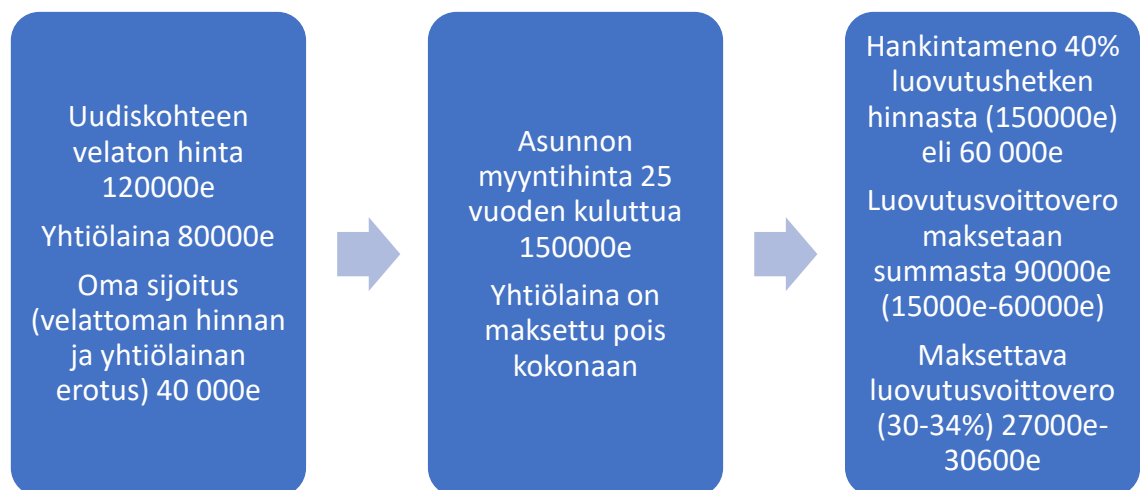 Uudiskohteen
velaton hinta
120000e
Yhtiölaina 80000e
Oma sijoitus
(velattoman hinnan
ja yhtiölainan
erotus) 40 000e
Asunnon
myyntihinta 25
vuoden kuluttua
150000e
Yhtiölaina on
maksettu pois
kokonaan
Hankintameno 40%
luovutushetken
hinnasta (150000e)
eli 60 000e
Luovutusvoittovero
maksetaan
summasta 90000e
(15000e-60000e)
Maksettava
luovutusvoittovero
(30-34%) 27000e-
30600e